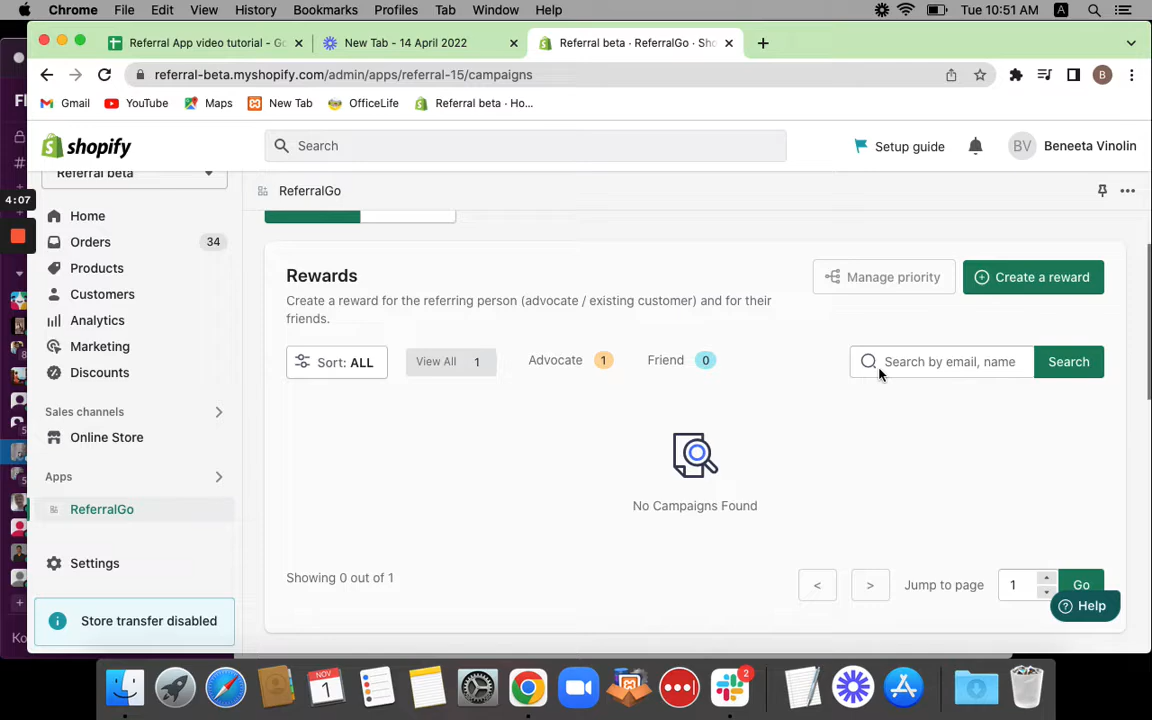 Chrome File Edit View History Bookmarks Profiles Tab Window Help Tue 10:51 AM A
Referral App video tutorial - Go
New Tab - 14 April 2022
Referral beta · ReferralGo · Sho
referral-beta.myshopify.com/admin/apps/referral-15/campaigns
B
Gmail YouTube Maps New Tab OfficeLife Referral beta · Ho...
shopify
Search
Setup guide
BV
Beneeta Vinolin
Referral beta
ReferralGo
4:07
Home
Orders 34
Products
Customers
Analytics
Marketing
Discounts
Sales channels
Online Store
Apps
ReferralGo
Settings
Store transfer disabled
Rewards
Manage priority
Create a reward
Create a reward for the referring person (advocate / existing customer) and for their
friends.
Sort: ALL
View All 1
Advocate 1
Friend 0
Search by email, name
Search
No Campaigns Found
Showing 0 out of 1
< > Jump to page 1 Go
Help
NOV
1
2